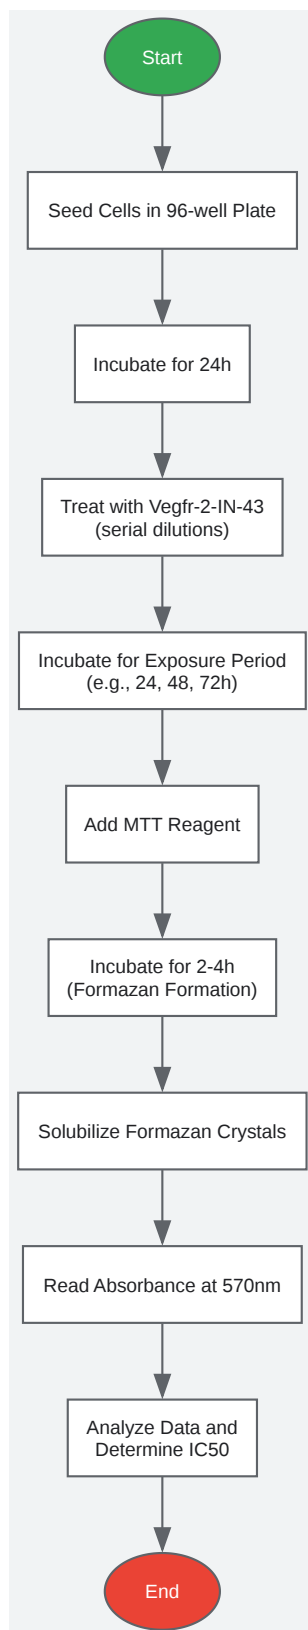 Start
Seed Cells in 96-well Plate
Incubate for 24h
Treat with Vegfr-2-IN-43
(serial dilutions)
Incubate for Exposure Period
(e.g., 24, 48, 72h)
Add MTT Reagent
Incubate for 2-4h
(Formazan Formation)
Solubilize Formazan Crystals
Read Absorbance at 570nm
Analyze Data and
Determine IC50
End